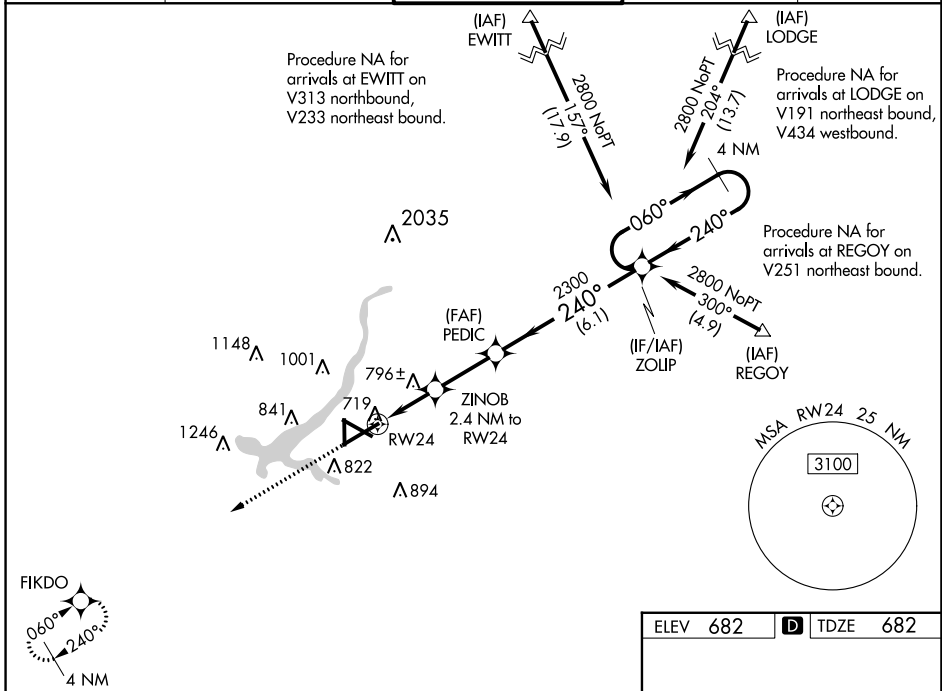 (IAF)
EWITT
(IAF)
LODGE
Procedure NA for
arrivals at EWITT on
V313 northbound,
V233 northeast bound.
2800 NoPT
157°
(17.9)
2800 NoPT
204°
(13.7)
Procedure NA for
arrivals at LODGE on
V191 northeast bound,
V434 westbound.
4 NM
060°
240°
2035
Procedure NA for
arrivals at REGOY on
V251 northeast bound.
2300
240°
(6.1)
2800 NoPT
300°
(4.9)
(FAF)
PEDIC
(IF/IAF)
ZOLIP
(IAF)
REGOY
1148
1001
796±
ZINOB
2.4 NM to
RW24
841
719
1246
RW24
822
894
MSA RW24 25 NM
3100
FIKDO
060°
240°
4 NM
ELEV 682 D TDZE 682